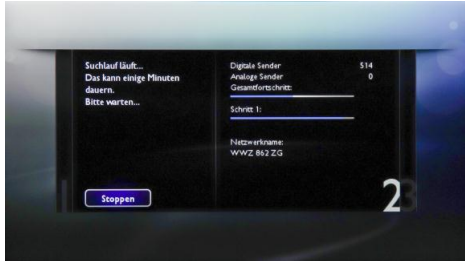 Suchlauf läuft...
Das kann einige Minuten
dauern.
Bitte warten...
Digitale Sender 514
Analoge Sender 0
Gesamtfortschritt:
Schritt 1:
Netzwerkname:
WWZ 862 ZG
Stoppen
2
3